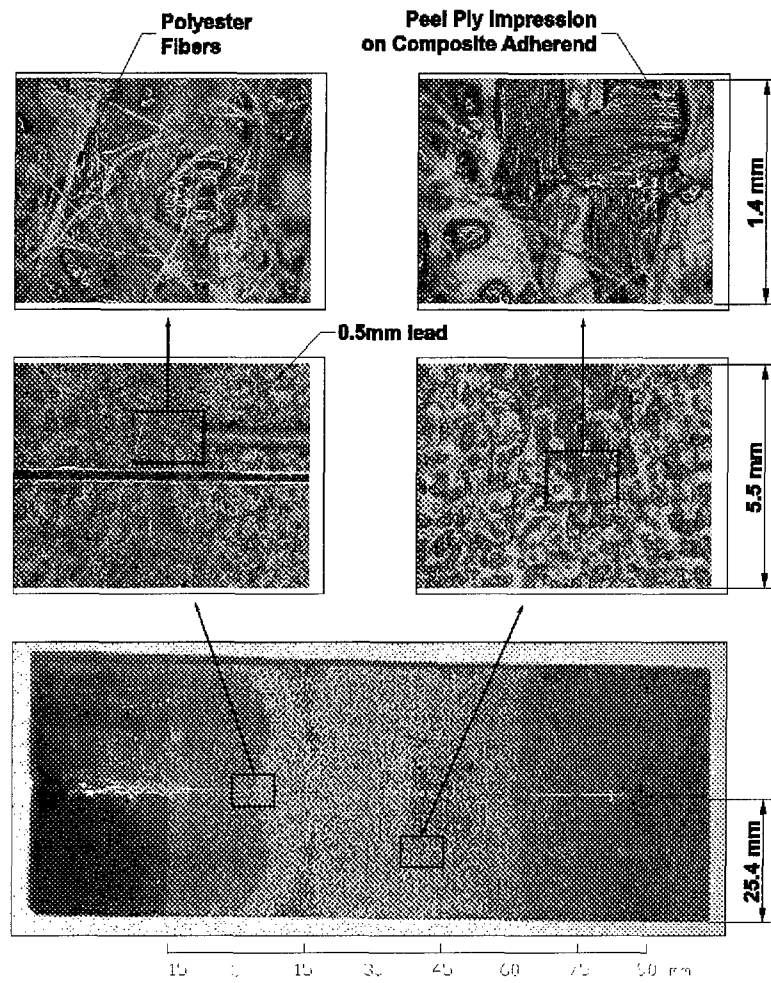 Polyester
Fibers
Peel Ply Impression
on Composite Adherend
1.4 mm
0.5mm lead
5.5 mm
25.4 mm
15 15 30 45 60 75 90 mm